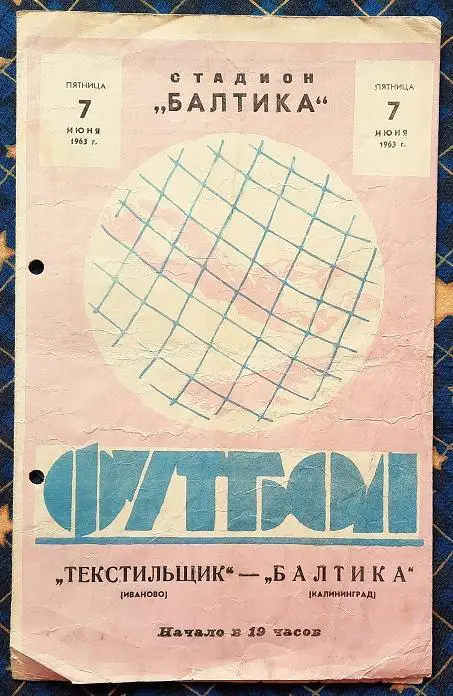 СТАДИОН
„БАЛТИКА“
ПЯТНИЦА
7
ИЮНЯ
1963 г.
ПЯТНИЦА
7
ИЮНЯ
1963 г.
ФУТБОЛ
„ТЕКСТИЛЬЩИК“ — „БАЛТИКА“
(ИВАНОВО) (КАЛИНИНГРАД)
Начало в 19 часов